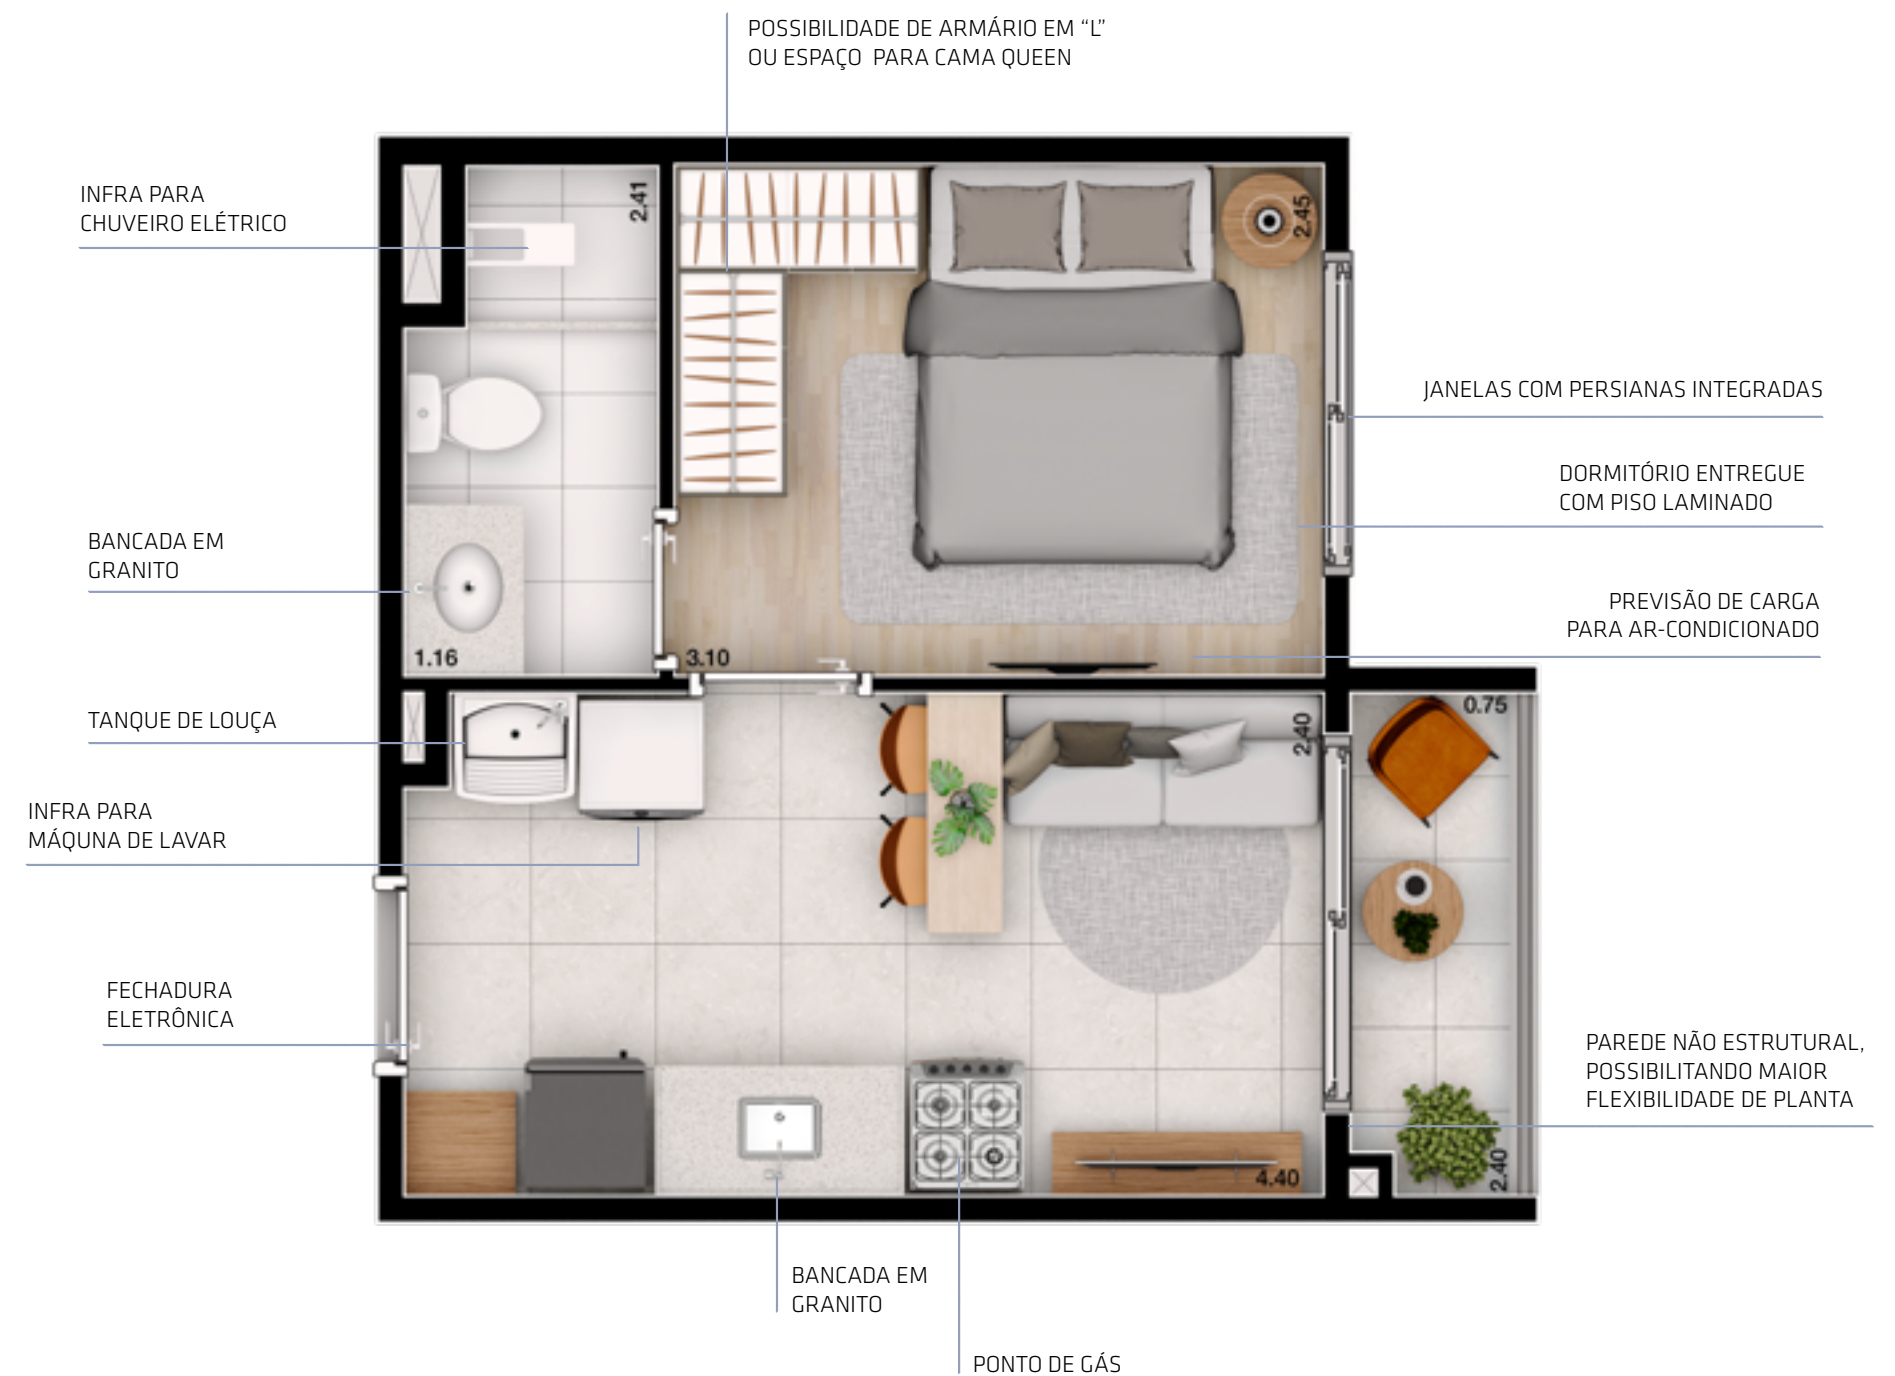 POSSIBILIDADE DE ARMÁRIO EM “L”
OU ESPAÇO PARA CAMA QUEEN
INFRA PARA
CHUVEIRO ELÉTRICO
2.41
2.45
JANELAS COM PERSIANAS INTEGRADAS
DORMITÓRIO ENTREGUE
COM PISO LAMINADO
BANCADA EM
GRANITO
PREVISÃO DE CARGA
PARA AR-CONDICIONADO
1.16
3.10
TANQUE DE LOUÇA
2.40
0.75
INFRA PARA
MÁQUNA DE LAVAR
FECHADURA
ELETRÔNICA
PAREDE NÃO ESTRUTURAL,
POSSIBILITANDO MAIOR
FLEXIBILIDADE DE PLANTA
4.40
2.40
BANCADA EM
GRANITO
PONTO DE GÁS